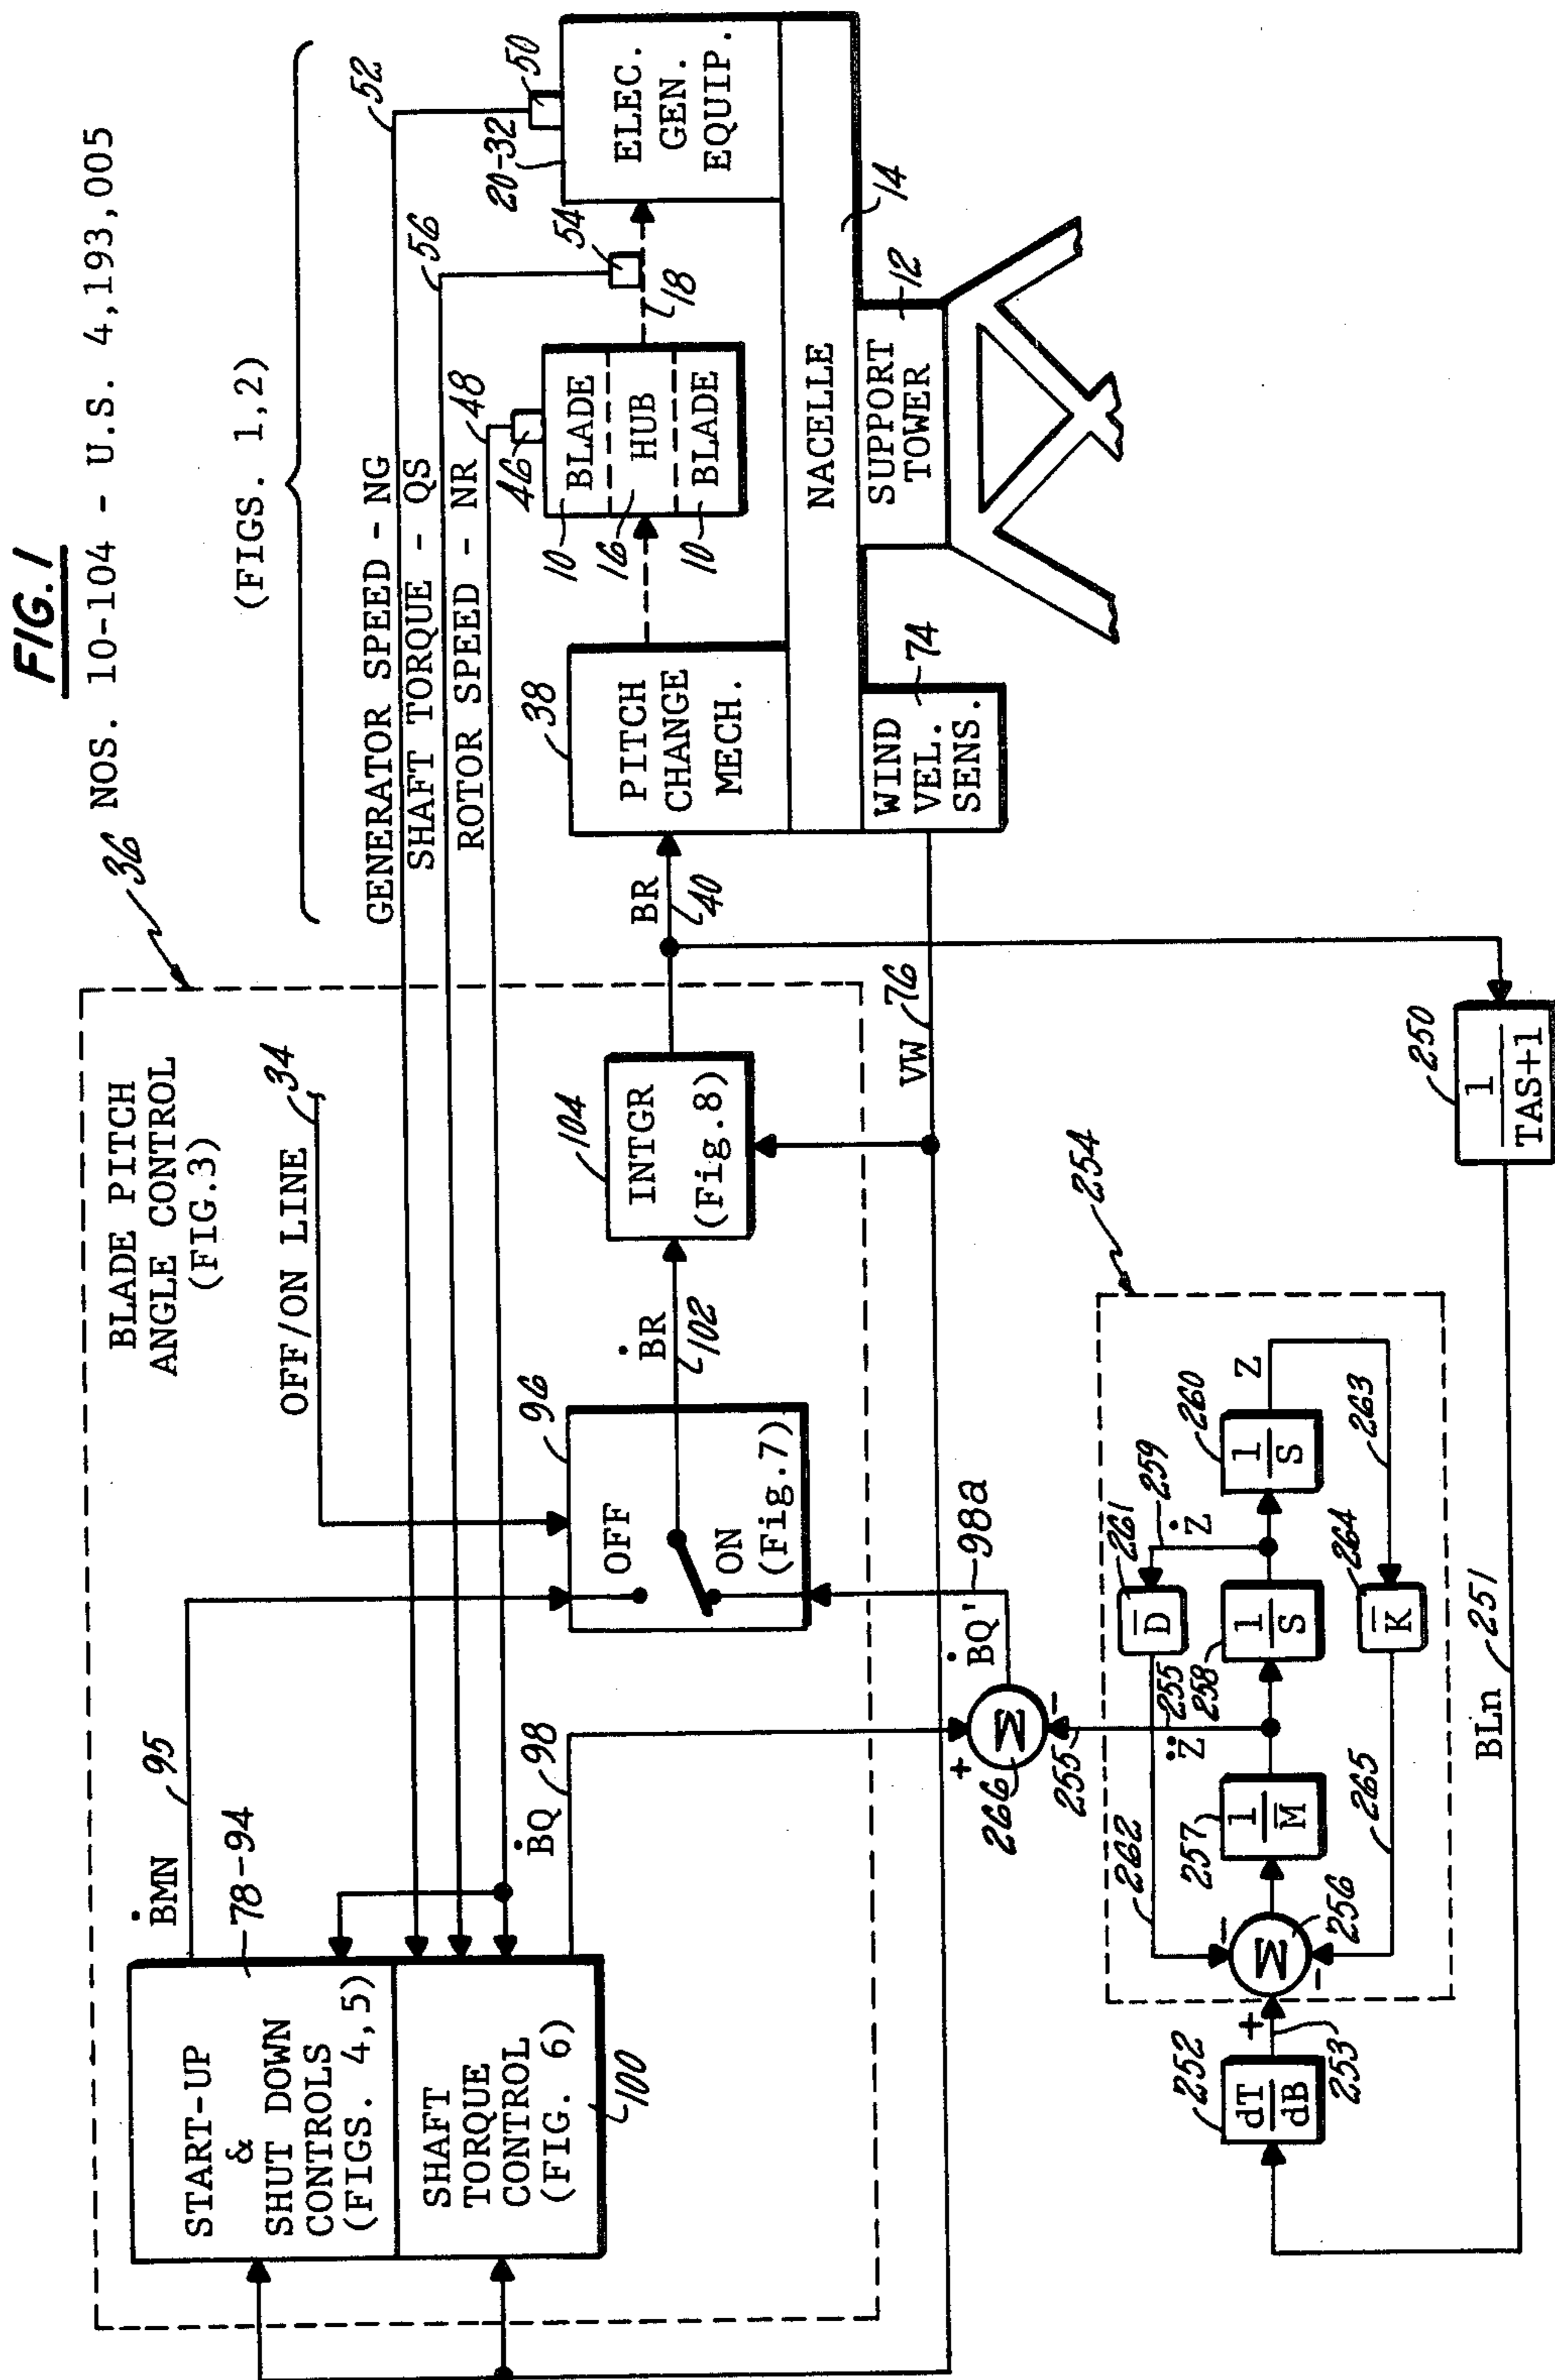 FIG. 1
NOS. 10-104 - U.S. 4,193,005
(FIGS. 1,2)
36
BLADE PITCH
ANGLE CONTROL
(FIG.3)
OFF/ON LINE
34
GENERATOR SPEED - NG
52
SHAFT TORQUE - QS
56
ROTOR SPEED - NR
48
ḂMN
95
START-UP
&
SHUT DOWN
CONTROLS
(FIGS. 4,5)
78-94
SHAFT
TORQUE
CONTROL
(FIG. 6)
100
ḂQ
98
OFF
ON
(Fig.7)
96
ḂR
102
INTGR
(Fig.8)
104
BR
40
PITCH
CHANGE
MECH.
38
BLADE
HUB
BLADE
10
16
10
46
18
54
ELEC.
GEN.
EQUIP.
20-32
50
NACELLE
14
SUPPORT
TOWER
12
WIND
VEL.
SENS.
74
VW
76
ḂQ'
98a
+
Σ
-
266
255
254
dT
dB
252
+
253
Σ
-
-
256
1
M̅
257
Z̈
255
1
S
258
Ż
259
1
S
260
Z
D̅
261
262
263
K̅
264
265
BLn
251
1
TAS+1
250